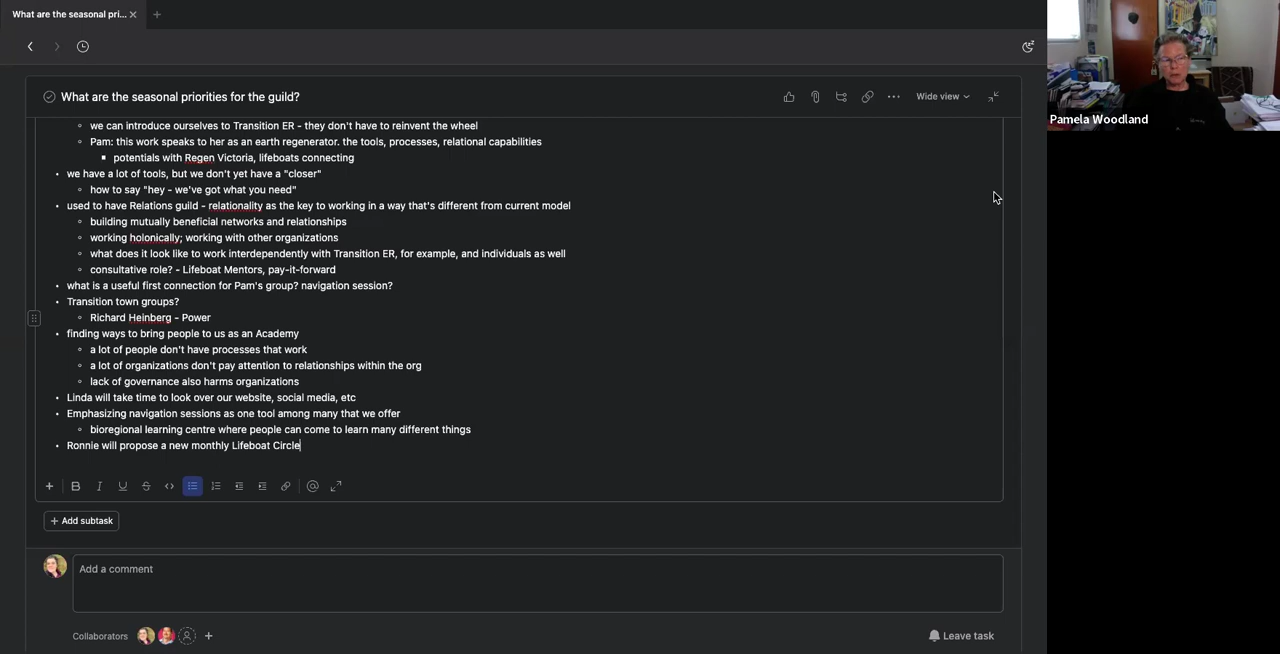 What are the seasonal pri...
What are the seasonal priorities for the guild?
Wide view
we can introduce ourselves to Transition ER - they don't have to reinvent the wheel
Pam: this work speaks to her as an earth regenerator. the tools, processes, relational capabilities
potentials with Regen Victoria, lifeboats connecting
we have a lot of tools, but we don't yet have a "closer"
how to say "hey - we've got what you need"
used to have Relations guild - relationality as the key to working in a way that's different from current model
building mutually beneficial networks and relationships
working holonically; working with other organizations
what does it look like to work interdependently with Transition ER, for example, and individuals as well
consultative role? - Lifeboat Mentors, pay-it-forward
what is a useful first connection for Pam's group? navigation session?
Transition town groups?
Richard Heinberg - Power
finding ways to bring people to us as an Academy
a lot of people don't have processes that work
a lot of organizations don't pay attention to relationships within the org
lack of governance also harms organizations
Linda will take time to look over our website, social media, etc
Emphasizing navigation sessions as one tool among many that we offer
bioregional learning centre where people can come to learn many different things
Ronnie will propose a new monthly Lifeboat Circle
Add subtask
Add a comment
Collaborators
Leave task
Pamela Woodland